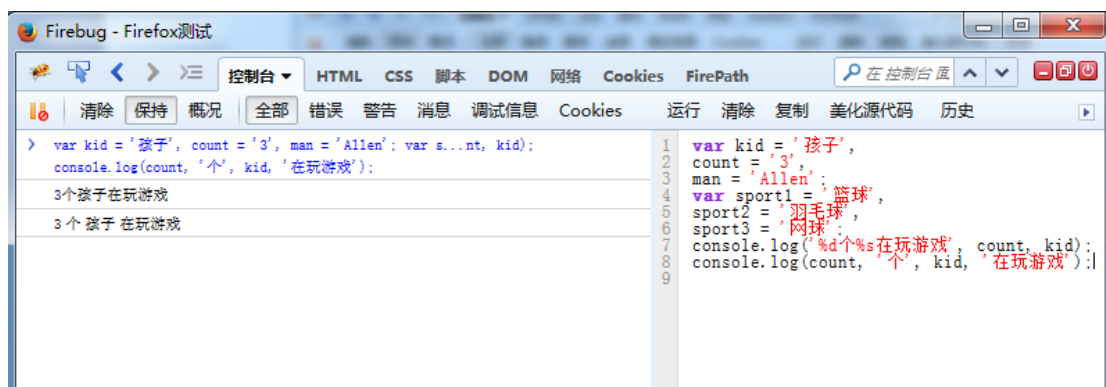 Firebug - Firefox测试
控制台 HTML CSS 脚本 DOM 网络 Cookies FirePath 在控制台面
清除 保持 概况 全部 错误 警告 消息 调试信息 Cookies 运行 清除 复制 美化源代码 历史
var kid = '孩子', count = '3', man = 'Allen'; var s...nt, kid);
console.log(count, '个', kid, '在玩游戏');
3个孩子在玩游戏
3 个 孩子 在玩游戏
1 var kid = '孩子',
2 count = '3',
3 man = 'Allen';
4 var sport1 = '篮球',
5 sport2 = '羽毛球',
6 sport3 = '网球';
7 console.log('%d个%s在玩游戏', count, kid);
8 console.log(count, '个', kid, '在玩游戏');
9